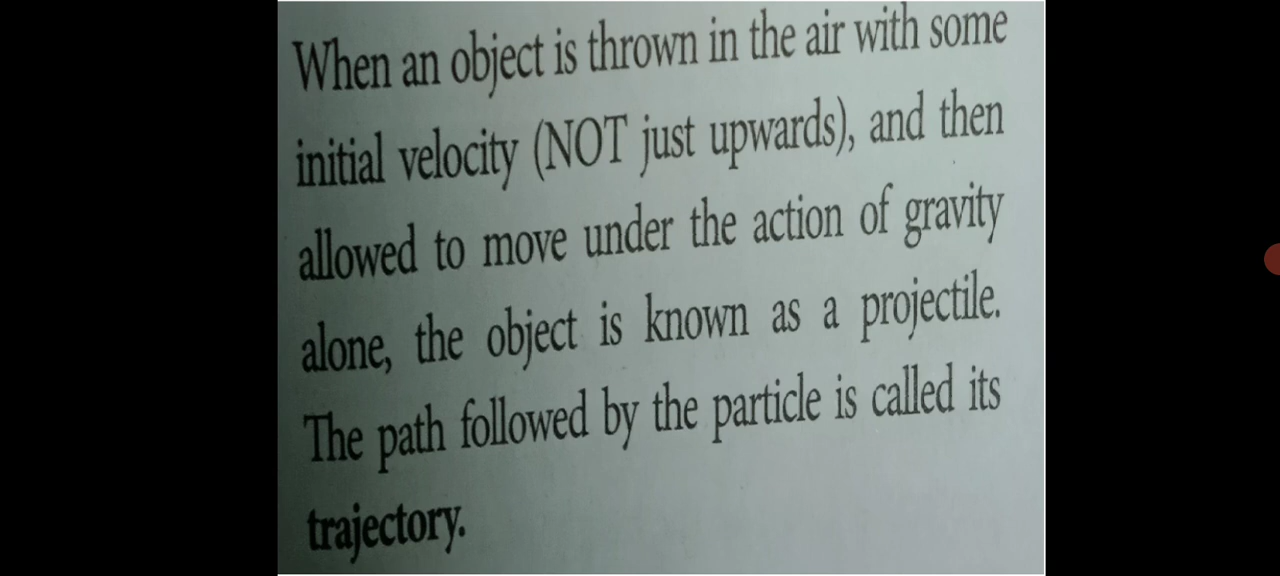 When an object is thrown in the air with some
initial velocity (NOT just upwards), and then
allowed to move under the action of gravity
alone, the object is known as a projectile.
The path followed by the particle is called its
trajectory.